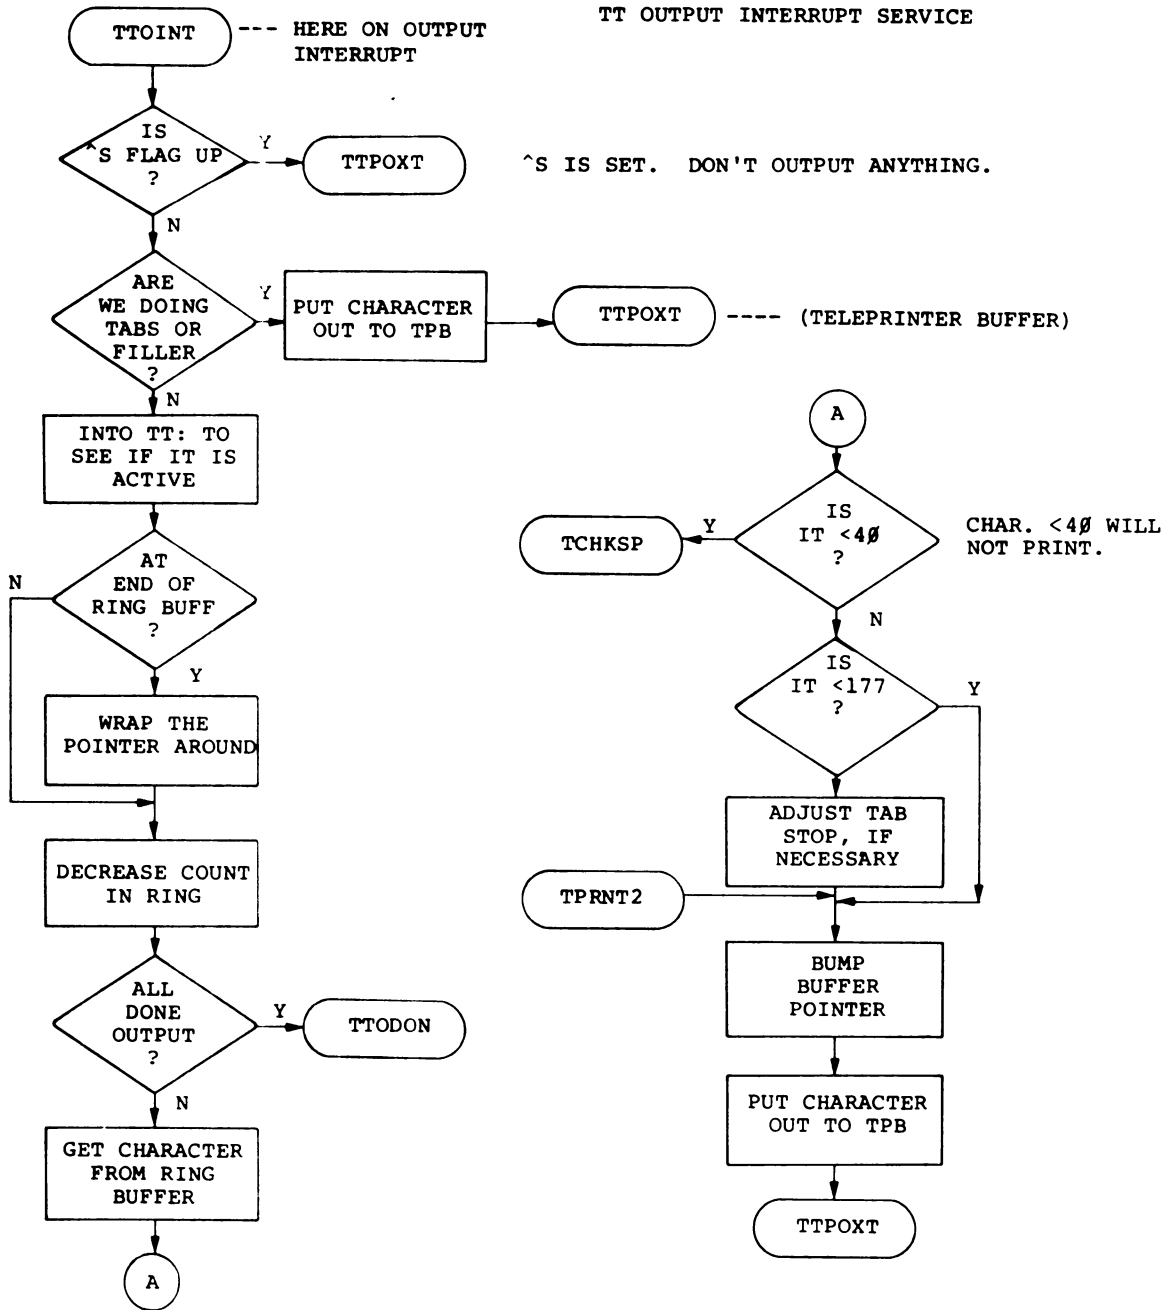 TT OUTPUT INTERRUPT SERVICE
TTOINT
--- HERE ON OUTPUT
INTERRUPT
IS
^S FLAG UP
?
Y
TTPOXT
^S IS SET. DON'T OUTPUT ANYTHING.
N
ARE
WE DOING
TABS OR
FILLER
?
Y
PUT CHARACTER
OUT TO TPB
TTPOXT
---- (TELEPRINTER BUFFER)
N
INTO TT: TO
SEE IF IT IS
ACTIVE
AT
END OF
RING BUFF
?
N
Y
WRAP THE
POINTER AROUND
DECREASE COUNT
IN RING
ALL
DONE
OUTPUT
?
Y
TTODON
N
GET CHARACTER
FROM RING
BUFFER
A
A
IS
IT <4Ø
?
Y
TCHKSP
CHAR. <4Ø WILL
NOT PRINT.
N
IS
IT <177
?
Y
ADJUST TAB
STOP, IF
NECESSARY
TPRNT2
BUMP
BUFFER
POINTER
PUT CHARACTER
OUT TO TPB
TTPOXT